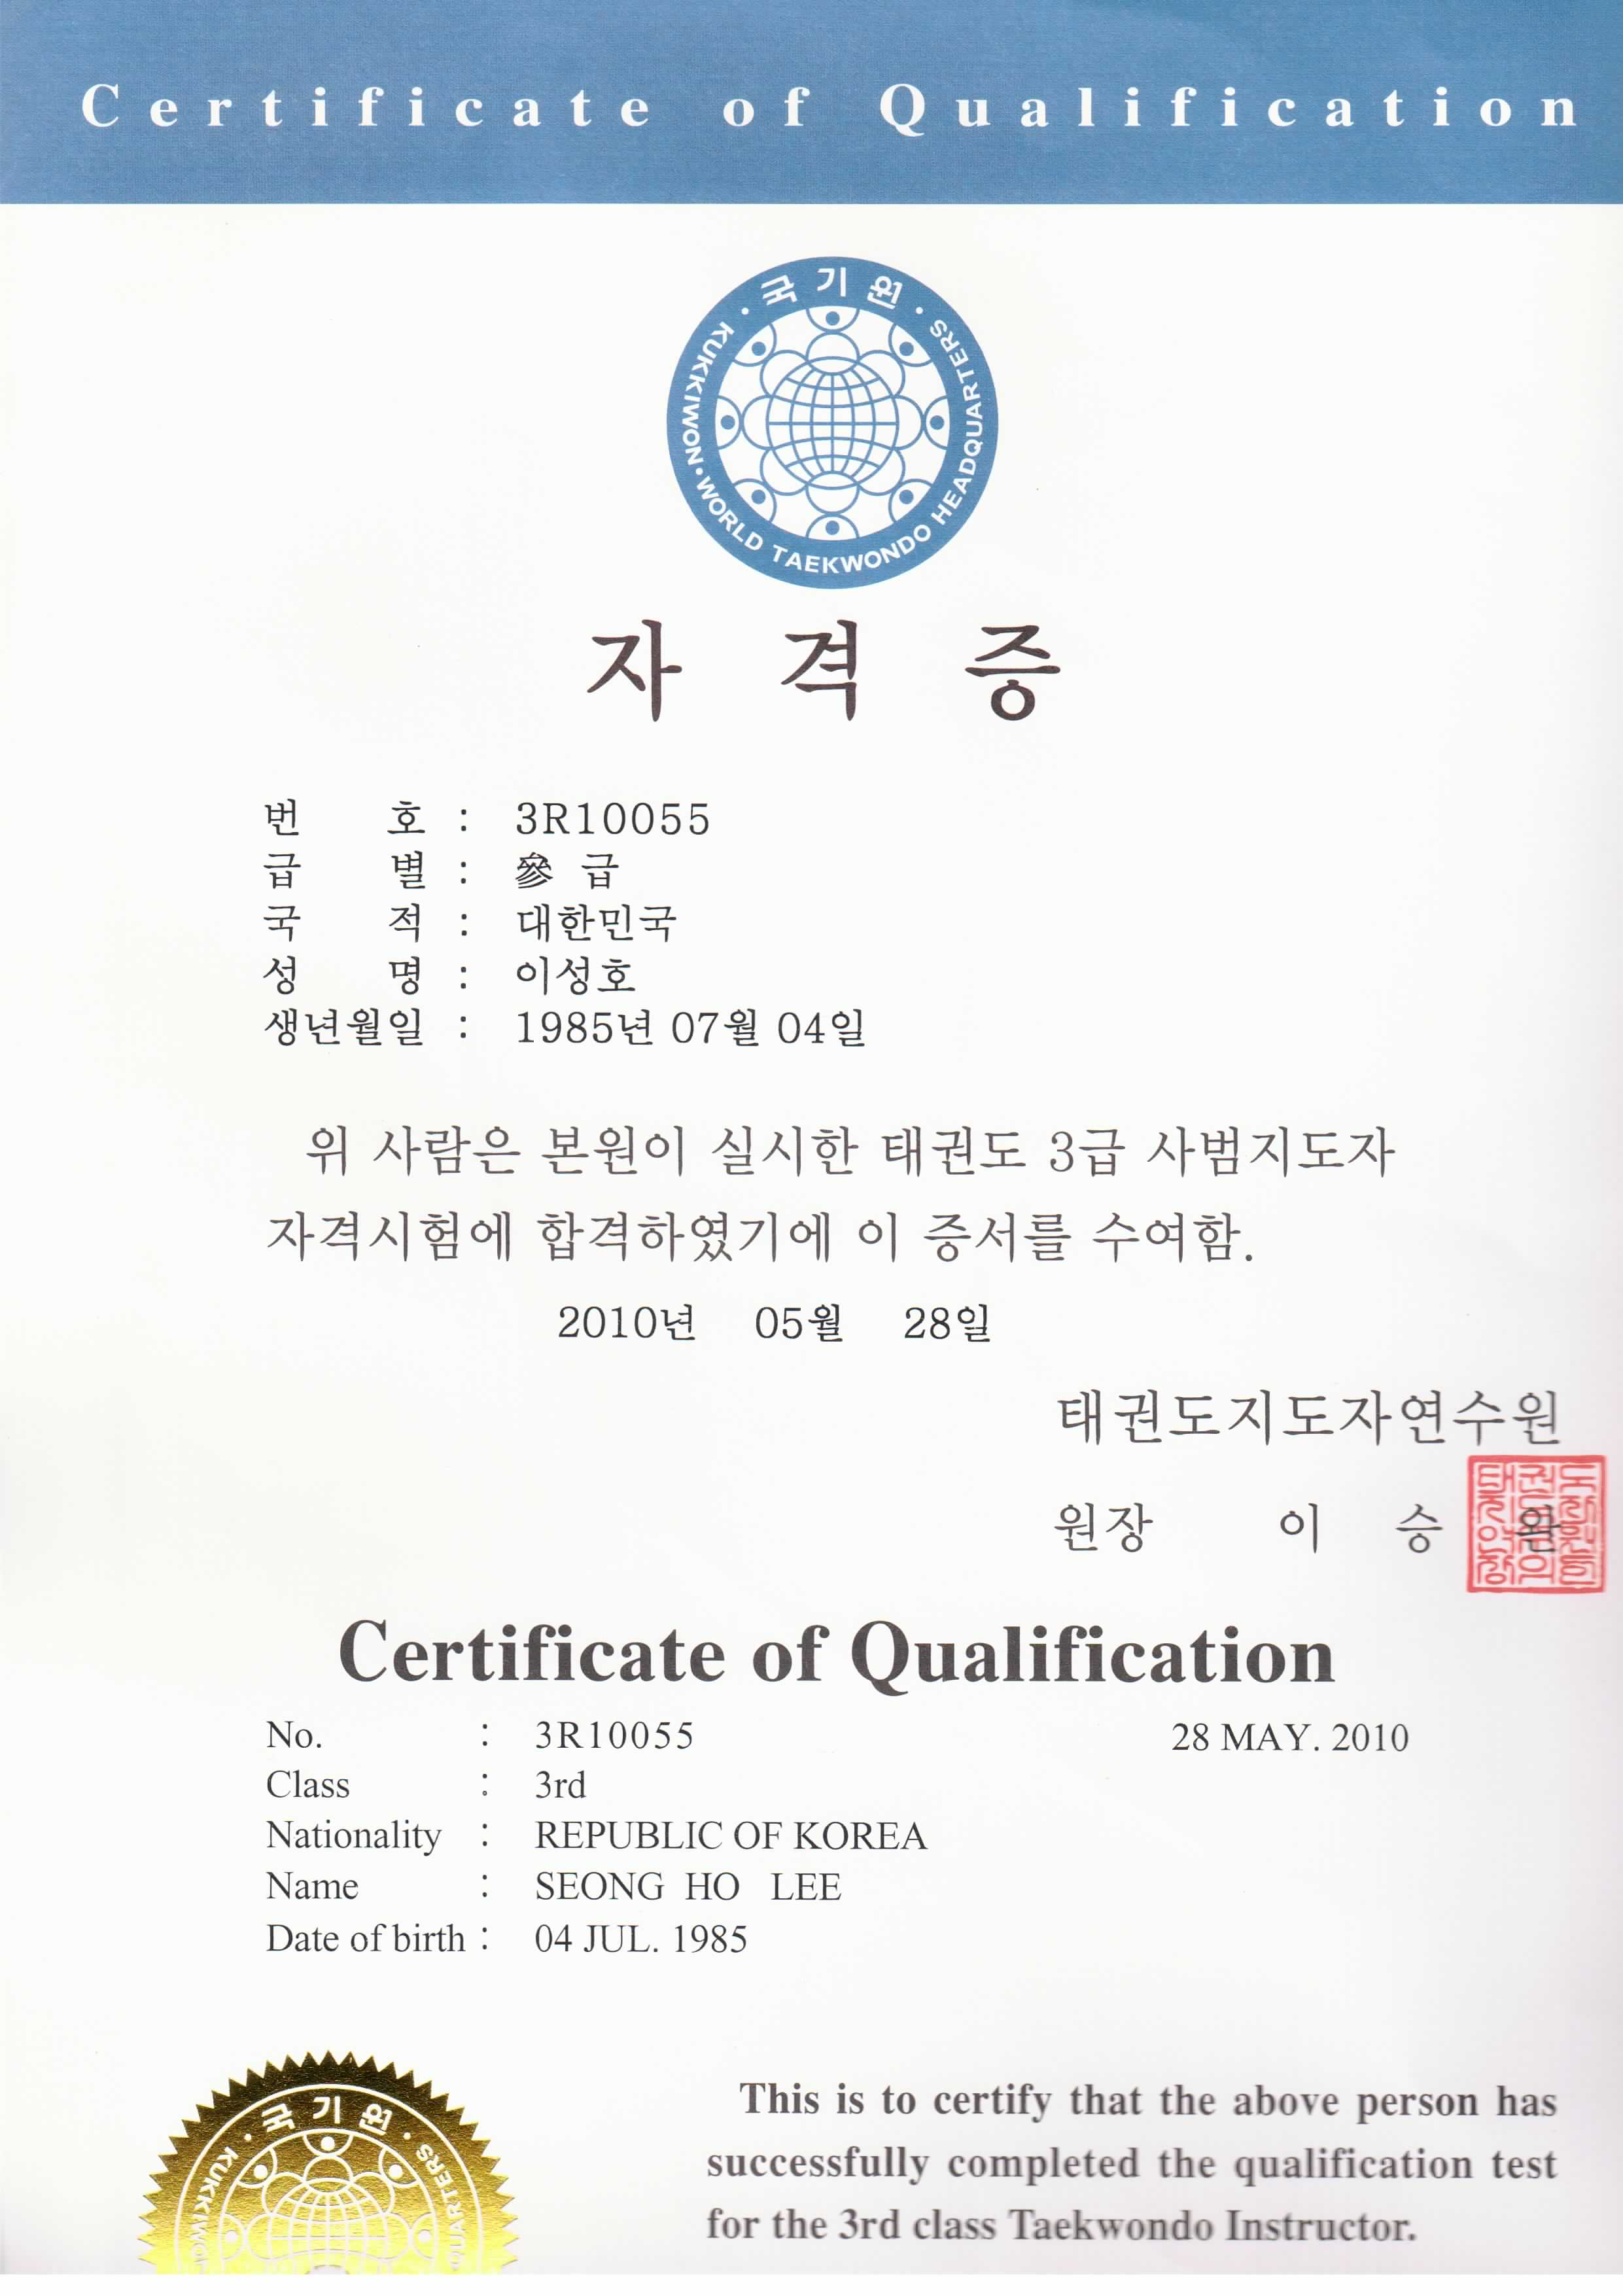 Certificate of Qualification
· 국기원 ·
KUKKIWON · WORLD TAEKWONDO HEADQUARTERS
자 격 증
번 호 : 3R10055
급 별 : 參 급
국 적 : 대한민국
성 명 : 이성호
생년월일 : 1985년 07월 04일
위 사람은 본원이 실시한 태권도 3급 사범지도자
자격시험에 합격하였기에 이 증서를 수여함.
2010년 05월 28일
태권도지도자연수원
원장 이 승 완
Certificate of Qualification
No. : 3R10055 28 MAY. 2010
Class : 3rd
Nationality : REPUBLIC OF KOREA
Name : SEONG HO LEE
Date of birth : 04 JUL. 1985
· 국기원 ·
This is to certify that the above person has
successfully completed the qualification test
for the 3rd class Taekwondo Instructor.